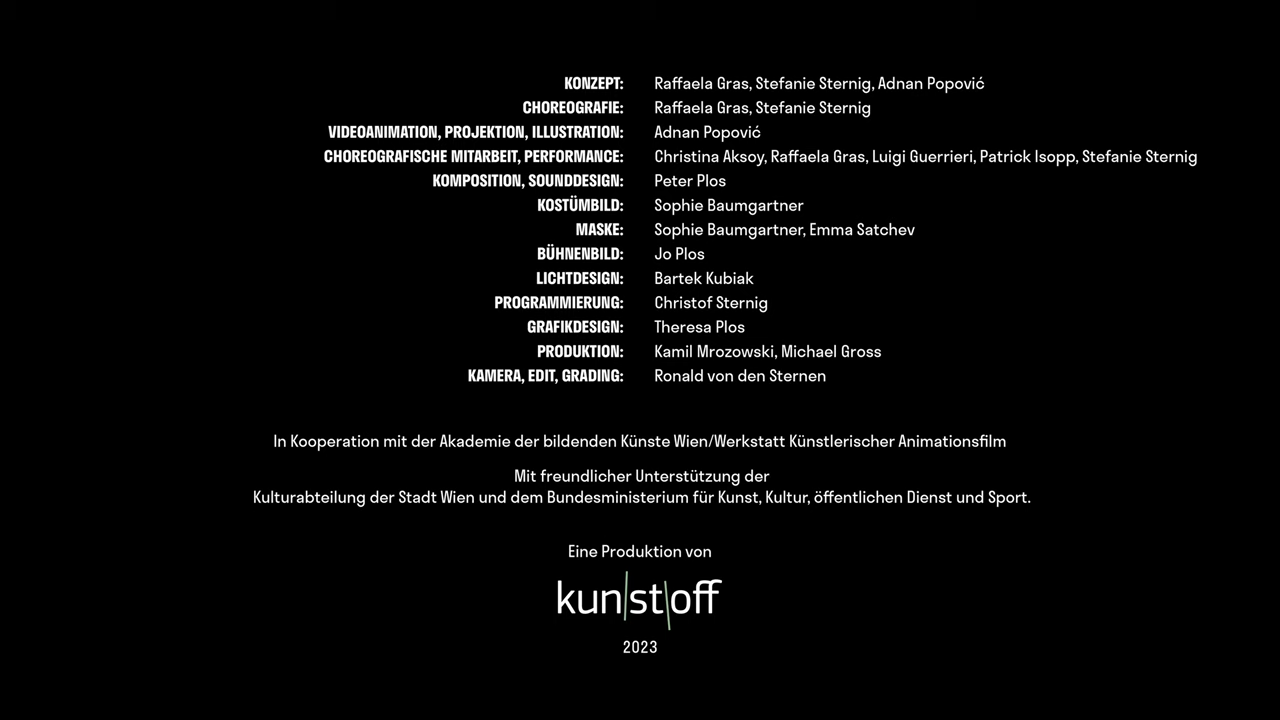 KONZEPT: Raffaela Gras, Stefanie Sternig, Adnan Popović
CHOREOGRAFIE: Raffaela Gras, Stefanie Sternig
VIDEOANIMATION, PROJEKTION, ILLUSTRATION: Adnan Popović
CHOREOGRAFISCHE MITARBEIT, PERFORMANCE: Christina Aksoy, Raffaela Gras, Luigi Guerrieri, Patrick Isopp, Stefanie Sternig
KOMPOSITION, SOUNDDESIGN: Peter Plos
KOSTÜMBILD: Sophie Baumgartner
MASKE: Sophie Baumgartner, Emma Satchev
BÜHNENBILD: Jo Plos
LICHTDESIGN: Bartek Kubiak
PROGRAMMIERUNG: Christof Sternig
GRAFIKDESIGN: Theresa Plos
PRODUKTION: Kamil Mrozowski, Michael Gross
KAMERA, EDIT, GRADING: Ronald von den Sternen
In Kooperation mit der Akademie der bildenden Künste Wien/Werkstatt Künstlerischer Animationsfilm
Mit freundlicher Unterstützung der
Kulturabteilung der Stadt Wien und dem Bundesministerium für Kunst, Kultur, öffentlichen Dienst und Sport.
Eine Produktion von
kun|st|off
2023